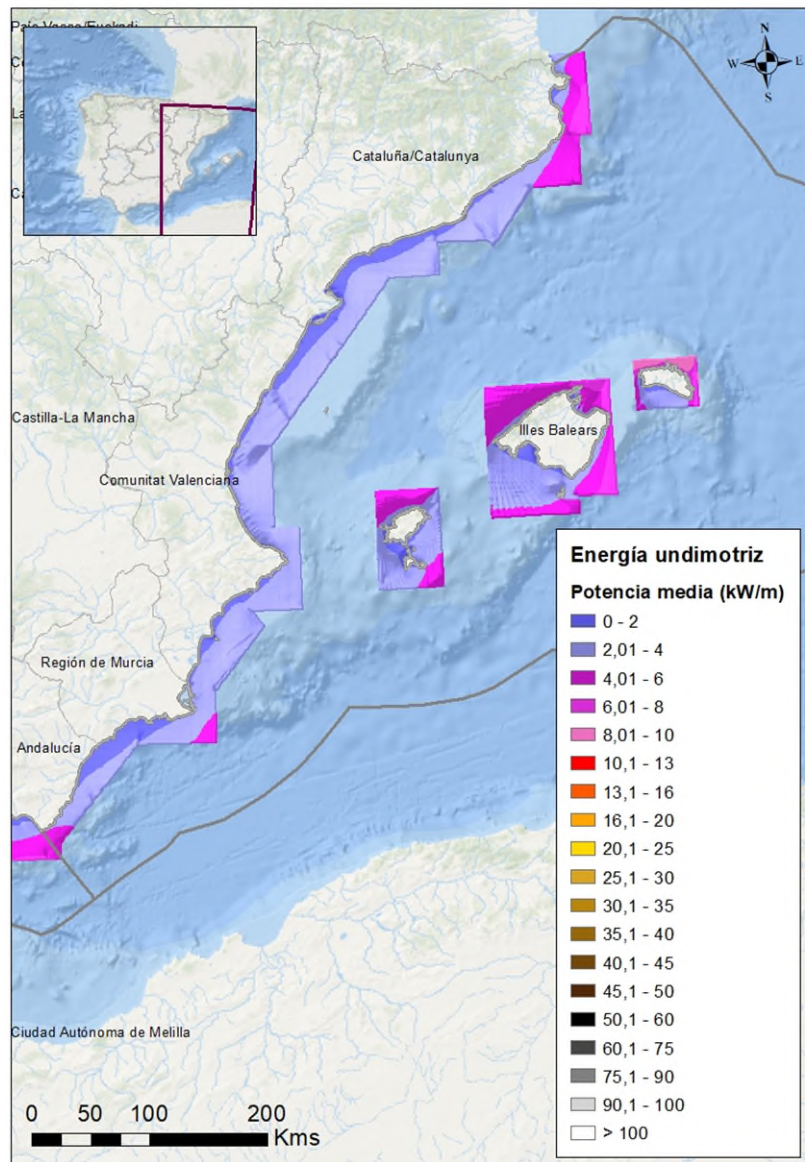 País Vasco/Euskadi
N
W E
S
Cataluña/Catalunya
Castilla-La Mancha
Illes Balears
Comunitat Valenciana
Región de Murcia
Andalucía
Ciudad Autónoma de Melilla
Energía undimotriz
Potencia media (kW/m)
0 - 2
2,01 - 4
4,01 - 6
6,01 - 8
8,01 - 10
10,1 - 13
13,1 - 16
16,1 - 20
20,1 - 25
25,1 - 30
30,1 - 35
35,1 - 40
40,1 - 45
45,1 - 50
50,1 - 60
60,1 - 75
75,1 - 90
90,1 - 100
> 100
0 50 100 200
Kms